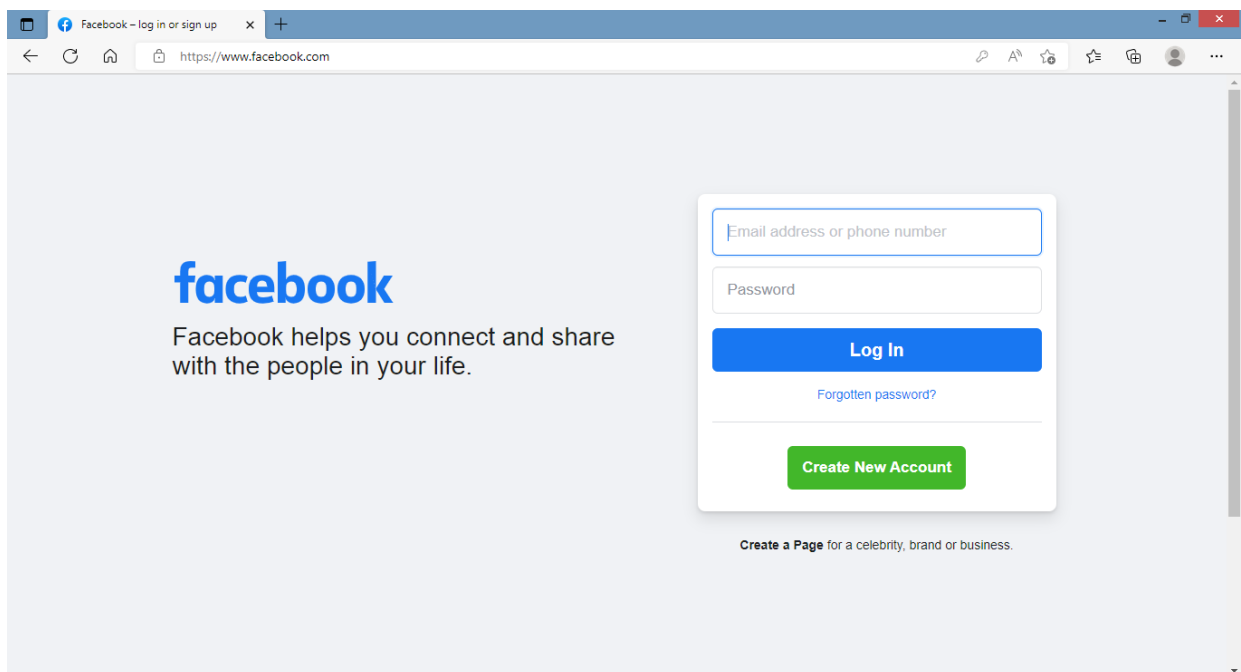 Facebook – log in or sign up
https://www.facebook.com
facebook
Facebook helps you connect and share
with the people in your life.
Email address or phone number
Password
Log In
Forgotten password?
Create New Account
Create a Page for a celebrity, brand or business.